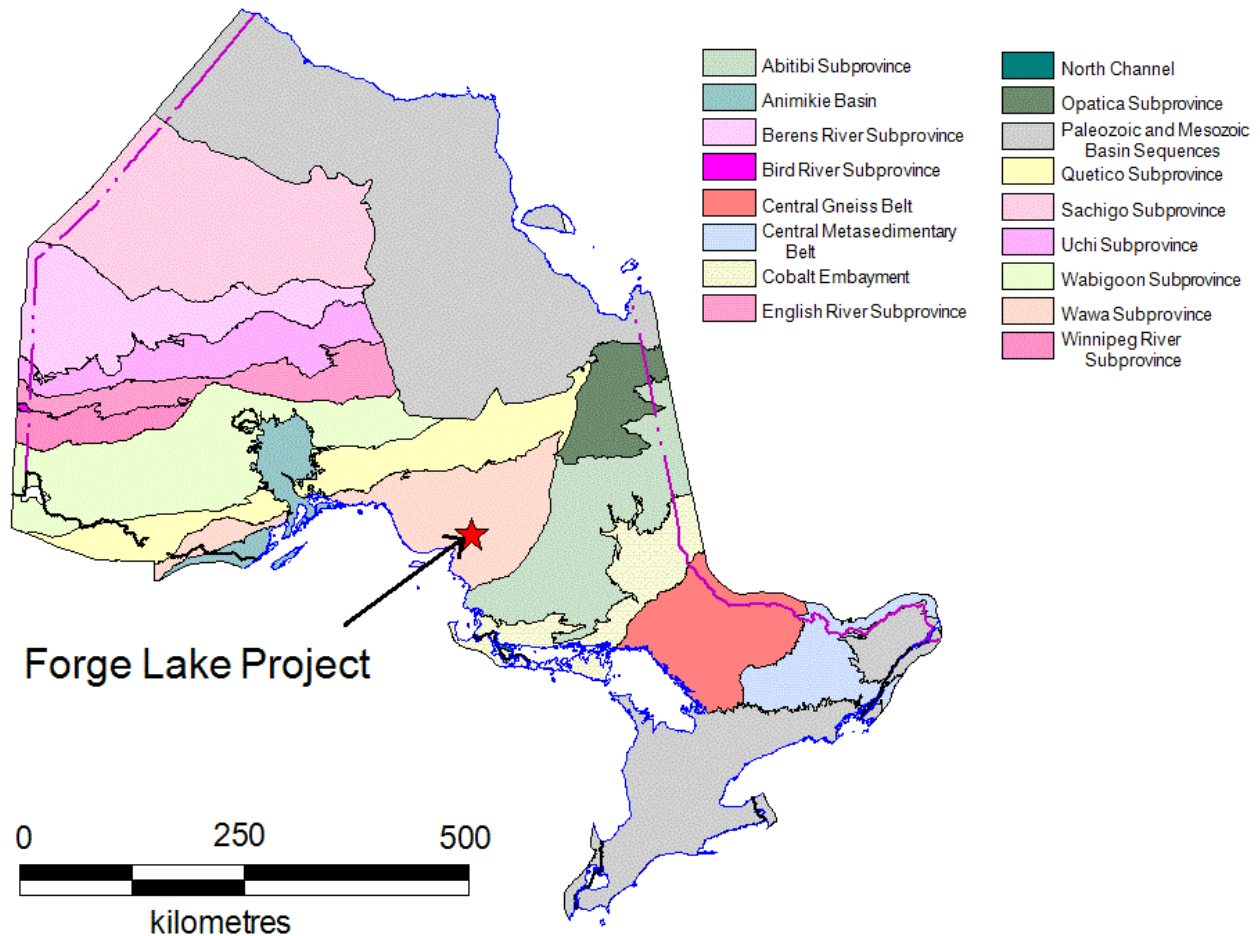 Abitibi Subprovince
Animikie Basin
Berens River Subprovince
Bird River Subprovince
Central Gneiss Belt
Central Metasedimentary
Belt
Cobalt Embayment
English River Subprovince
North Channel
Opatica Subprovince
Paleozoic and Mesozoic
Basin Sequences
Quetico Subprovince
Sachigo Subprovince
Uchi Subprovince
Wabigoon Subprovince
Wawa Subprovince
Winnipeg River
Subprovince
Forge Lake Project
0 250 500
kilometres